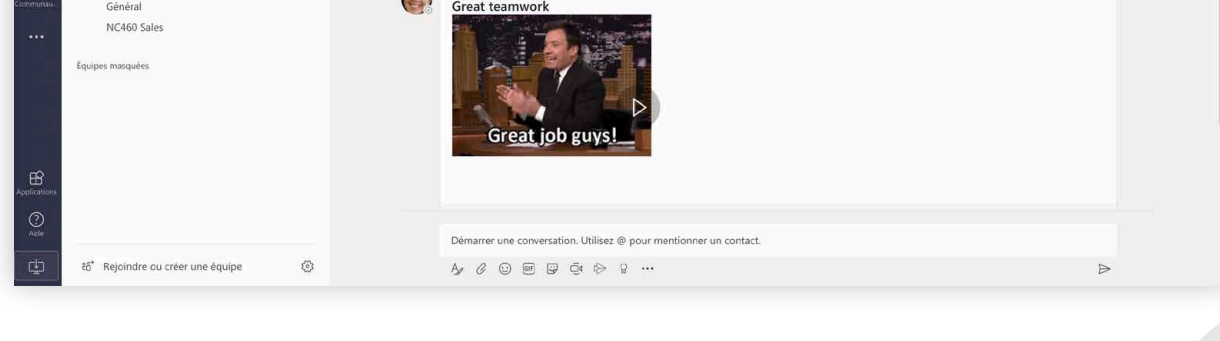 Communau...
Général
NC460 Sales
Équipes masquées
Great teamwork
Great job guys!
Applications
Aide
Rejoindre ou créer une équipe
Démarrer une conversation. Utilisez @ pour mentionner un contact.
GIF